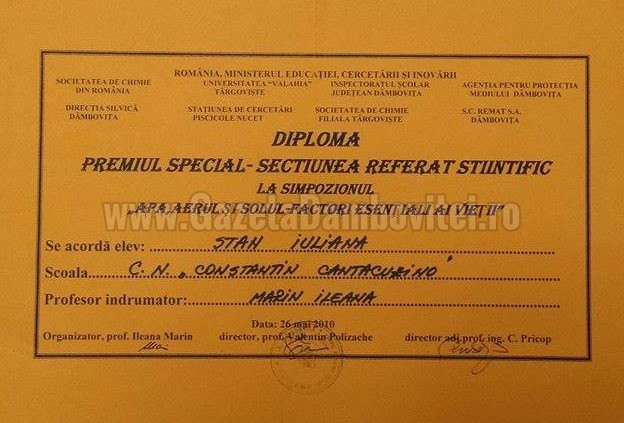 ROMÂNIA, MINISTERUL EDUCAȚIEI, CERCETĂRII ȘI INOVĂRII
SOCIETATEA DE CHIMIE DIN ROMÂNIA
UNIVERSITATEA "VALAHIA" TÂRGOVIȘTE
INSPECTORATUL ȘCOLAR JUDEȚEAN DÂMBOVIȚA
AGENȚIA PENTRU PROTECȚIA MEDIULUI DÂMBOVIȚA
DIRECȚIA SILVICĂ DÂMBOVIȚA
STAȚIUNEA DE CERCETĂRI PISCICOLE NUCET
SOCIETATEA DE CHIMIE FILIALA TÂRGOVIȘTE
S.C. REMAT S.A. DÂMBOVIȚA
DIPLOMA
PREMIUL SPECIAL- SECTIUNEA REFERAT STIINTIFIC
LA SIMPOZIONUL
„APA, AERUL ȘI SOLUL-FACTORI ESENȚIALI AI VIEȚII"
www.GazetaDambovitei.ro
Se acordă elev: STAN IULIANA
Scoala C.N. „CONSTANTIN CANTACUZINO"
Profesor indrumator: MARIN ILEANA
Data: 26 mai 2010
Organizator, prof. Ileana Marin director, prof. Valentin Polizache director adj.prof. ing. C. Pricop